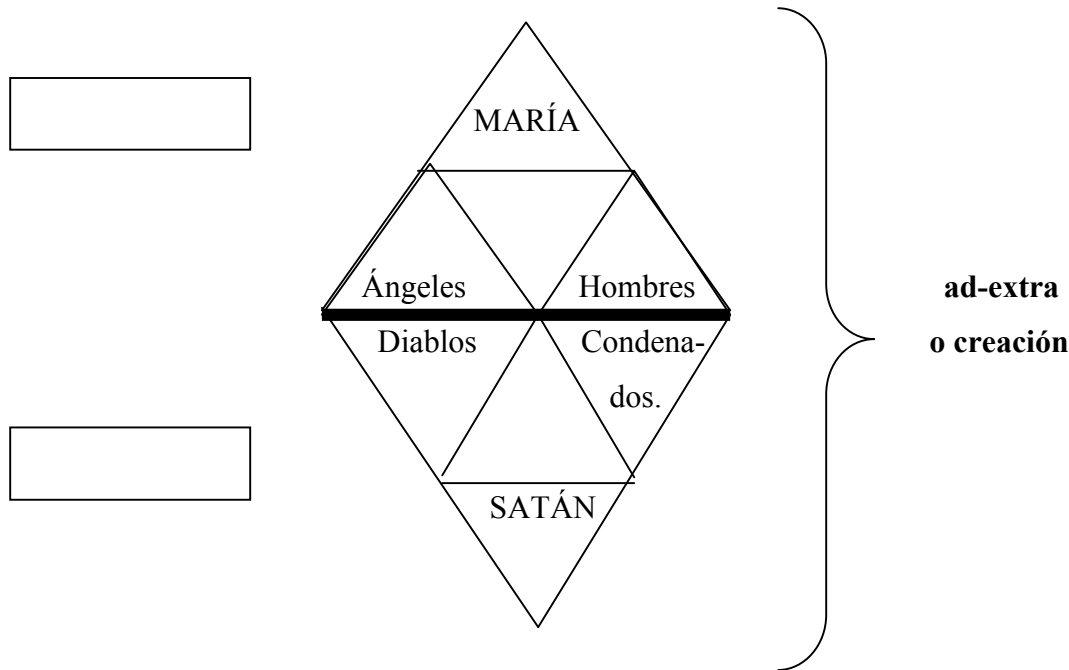 MARÍA
Ángeles
Hombres
Diablos
Condena-
dos.
SATÁN
ad-extra
o creación